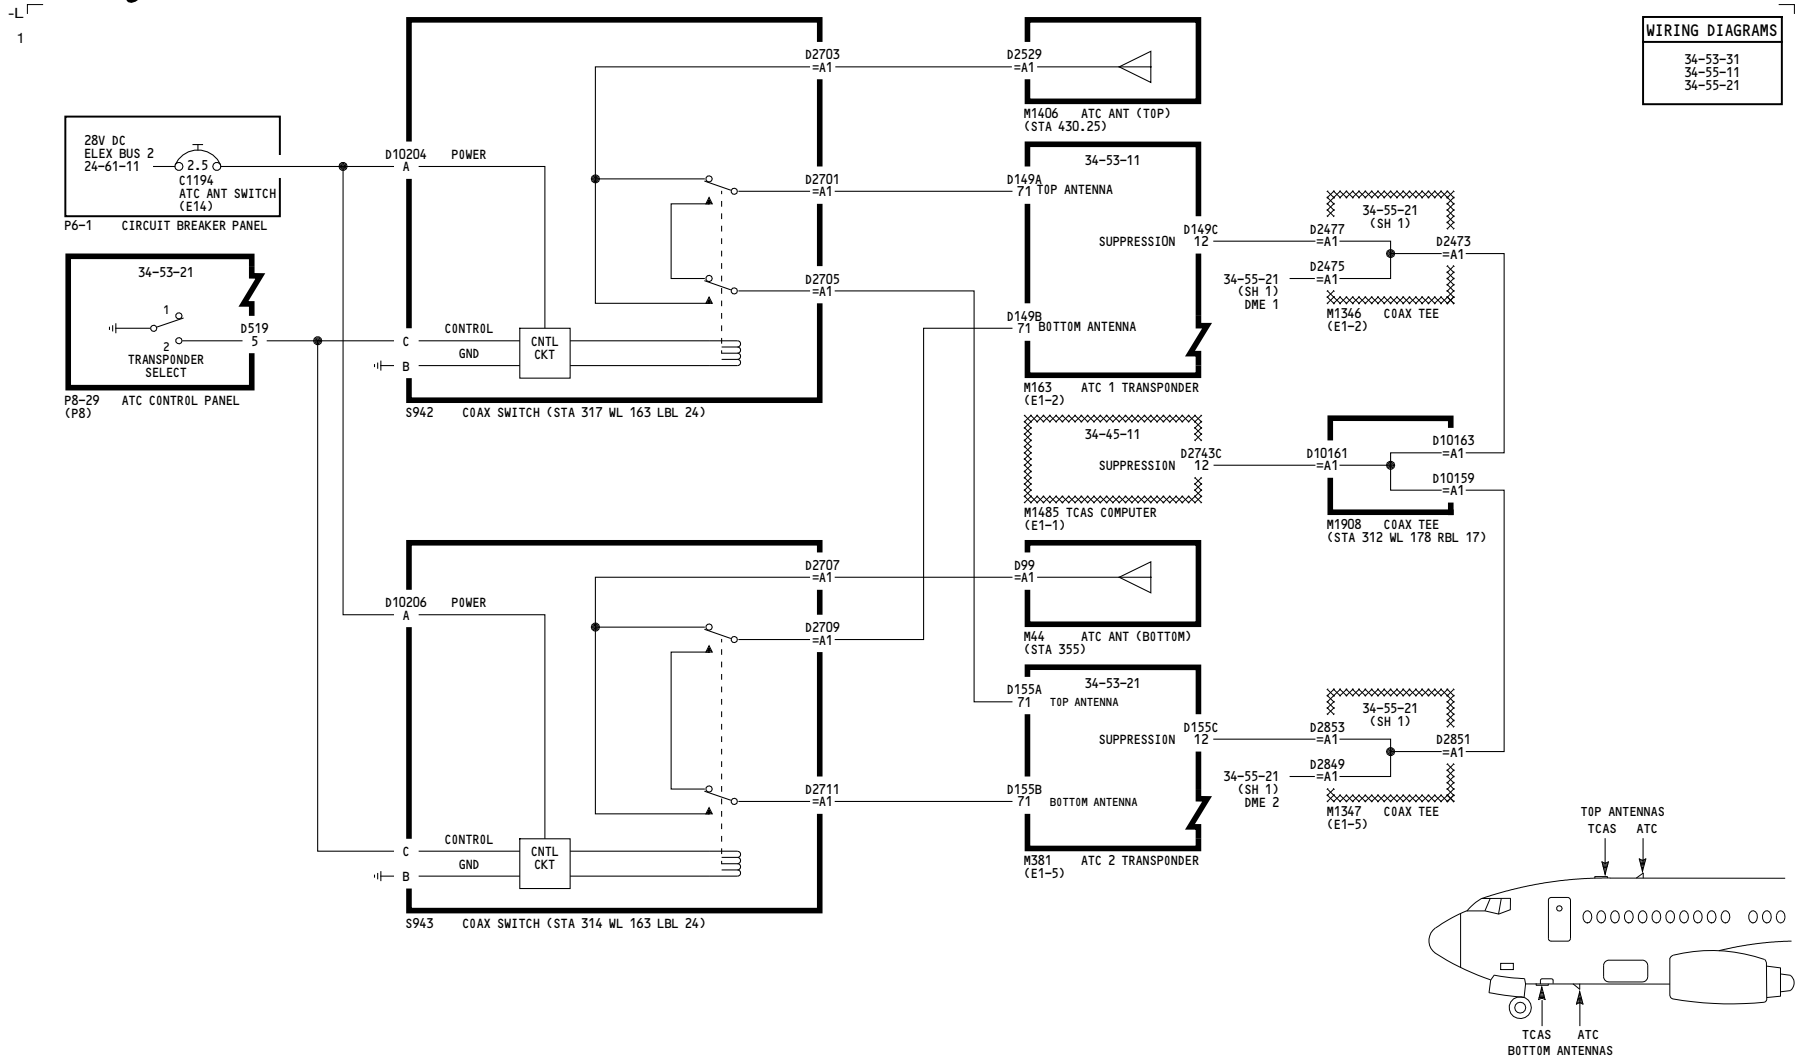 -L
1
WIRING DIAGRAMS
34-53-31
34-55-11
34-55-21
28V DC
ELEX BUS 2
24-61-11
2.5
C1194
ATC ANT SWITCH
(E14)
P6-1 CIRCUIT BREAKER PANEL
34-53-21
1
2
TRANSPONDER
SELECT
D519
5
P8-29 ATC CONTROL PANEL
(P8)
D10204
A
POWER
C
CONTROL
B
GND
CNTL
CKT
D2703
=A1
D2701
=A1
D2705
=A1
S942 COAX SWITCH (STA 317 WL 163 LBL 24)
D10206
A
POWER
C
CONTROL
B
GND
CNTL
CKT
D2707
=A1
D2709
=A1
D2711
=A1
S943 COAX SWITCH (STA 314 WL 163 LBL 24)
D2529
=A1
M1406 ATC ANT (TOP)
(STA 430.25)
34-53-11
D149A
71 TOP ANTENNA
SUPPRESSION
D149C
12
D149B
71 BOTTOM ANTENNA
M163 ATC 1 TRANSPONDER
(E1-2)
34-45-11
SUPPRESSION
D2743C
12
M1485 TCAS COMPUTER
(E1-1)
D99
=A1
M44 ATC ANT (BOTTOM)
(STA 355)
34-53-21
D155A
71 TOP ANTENNA
SUPPRESSION
D155C
12
D155B
71 BOTTOM ANTENNA
M381 ATC 2 TRANSPONDER
(E1-5)
34-55-21
(SH 1)
D2477
=A1
D2473
=A1
D2475
=A1
34-55-21
(SH 1)
DME 1
M1346 COAX TEE
(E1-2)
D10161
=A1
D10163
=A1
D10159
=A1
M1908 COAX TEE
(STA 312 WL 178 RBL 17)
34-55-21
(SH 1)
D2853
=A1
D2851
=A1
D2849
=A1
34-55-21
(SH 1)
DME 2
M1347 COAX TEE
(E1-5)
TOP ANTENNAS
TCAS ATC
TCAS ATC
BOTTOM ANTENNAS